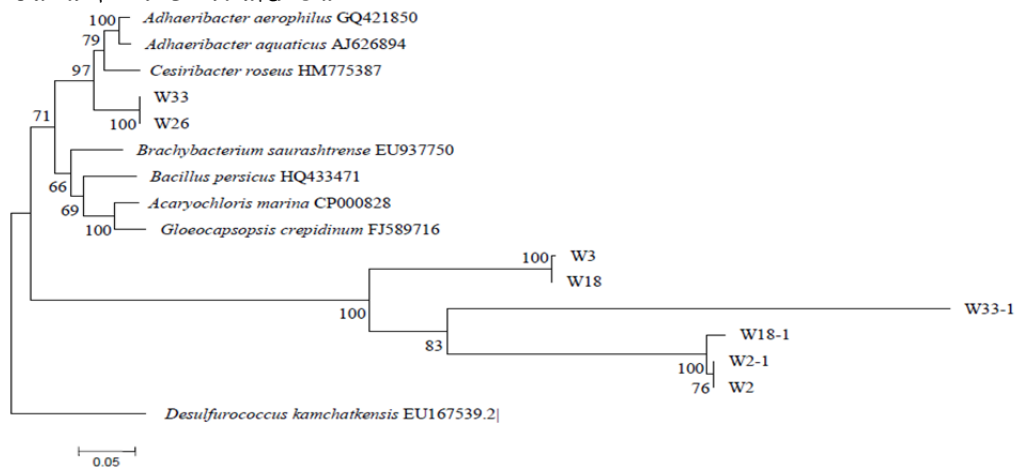 100 Adhaeribacter aerophilus GQ421850
79
Adhaeribacter aquaticus AJ626894
97 Cesiribacter roseus HM775387
W33
71
100 W26
Brachybacterium saurashtrense EU937750
66 Bacillus persicus HQ433471
69 Acaryochloris marina CP000828
100 Gloeocapsopsis crepidinum FJ589716
100 W3
W18
100 W33-1
83 W18-1
100 W2-1
76 W2
Desulfurococcus kamchatkensis EU167539.2|
0.05